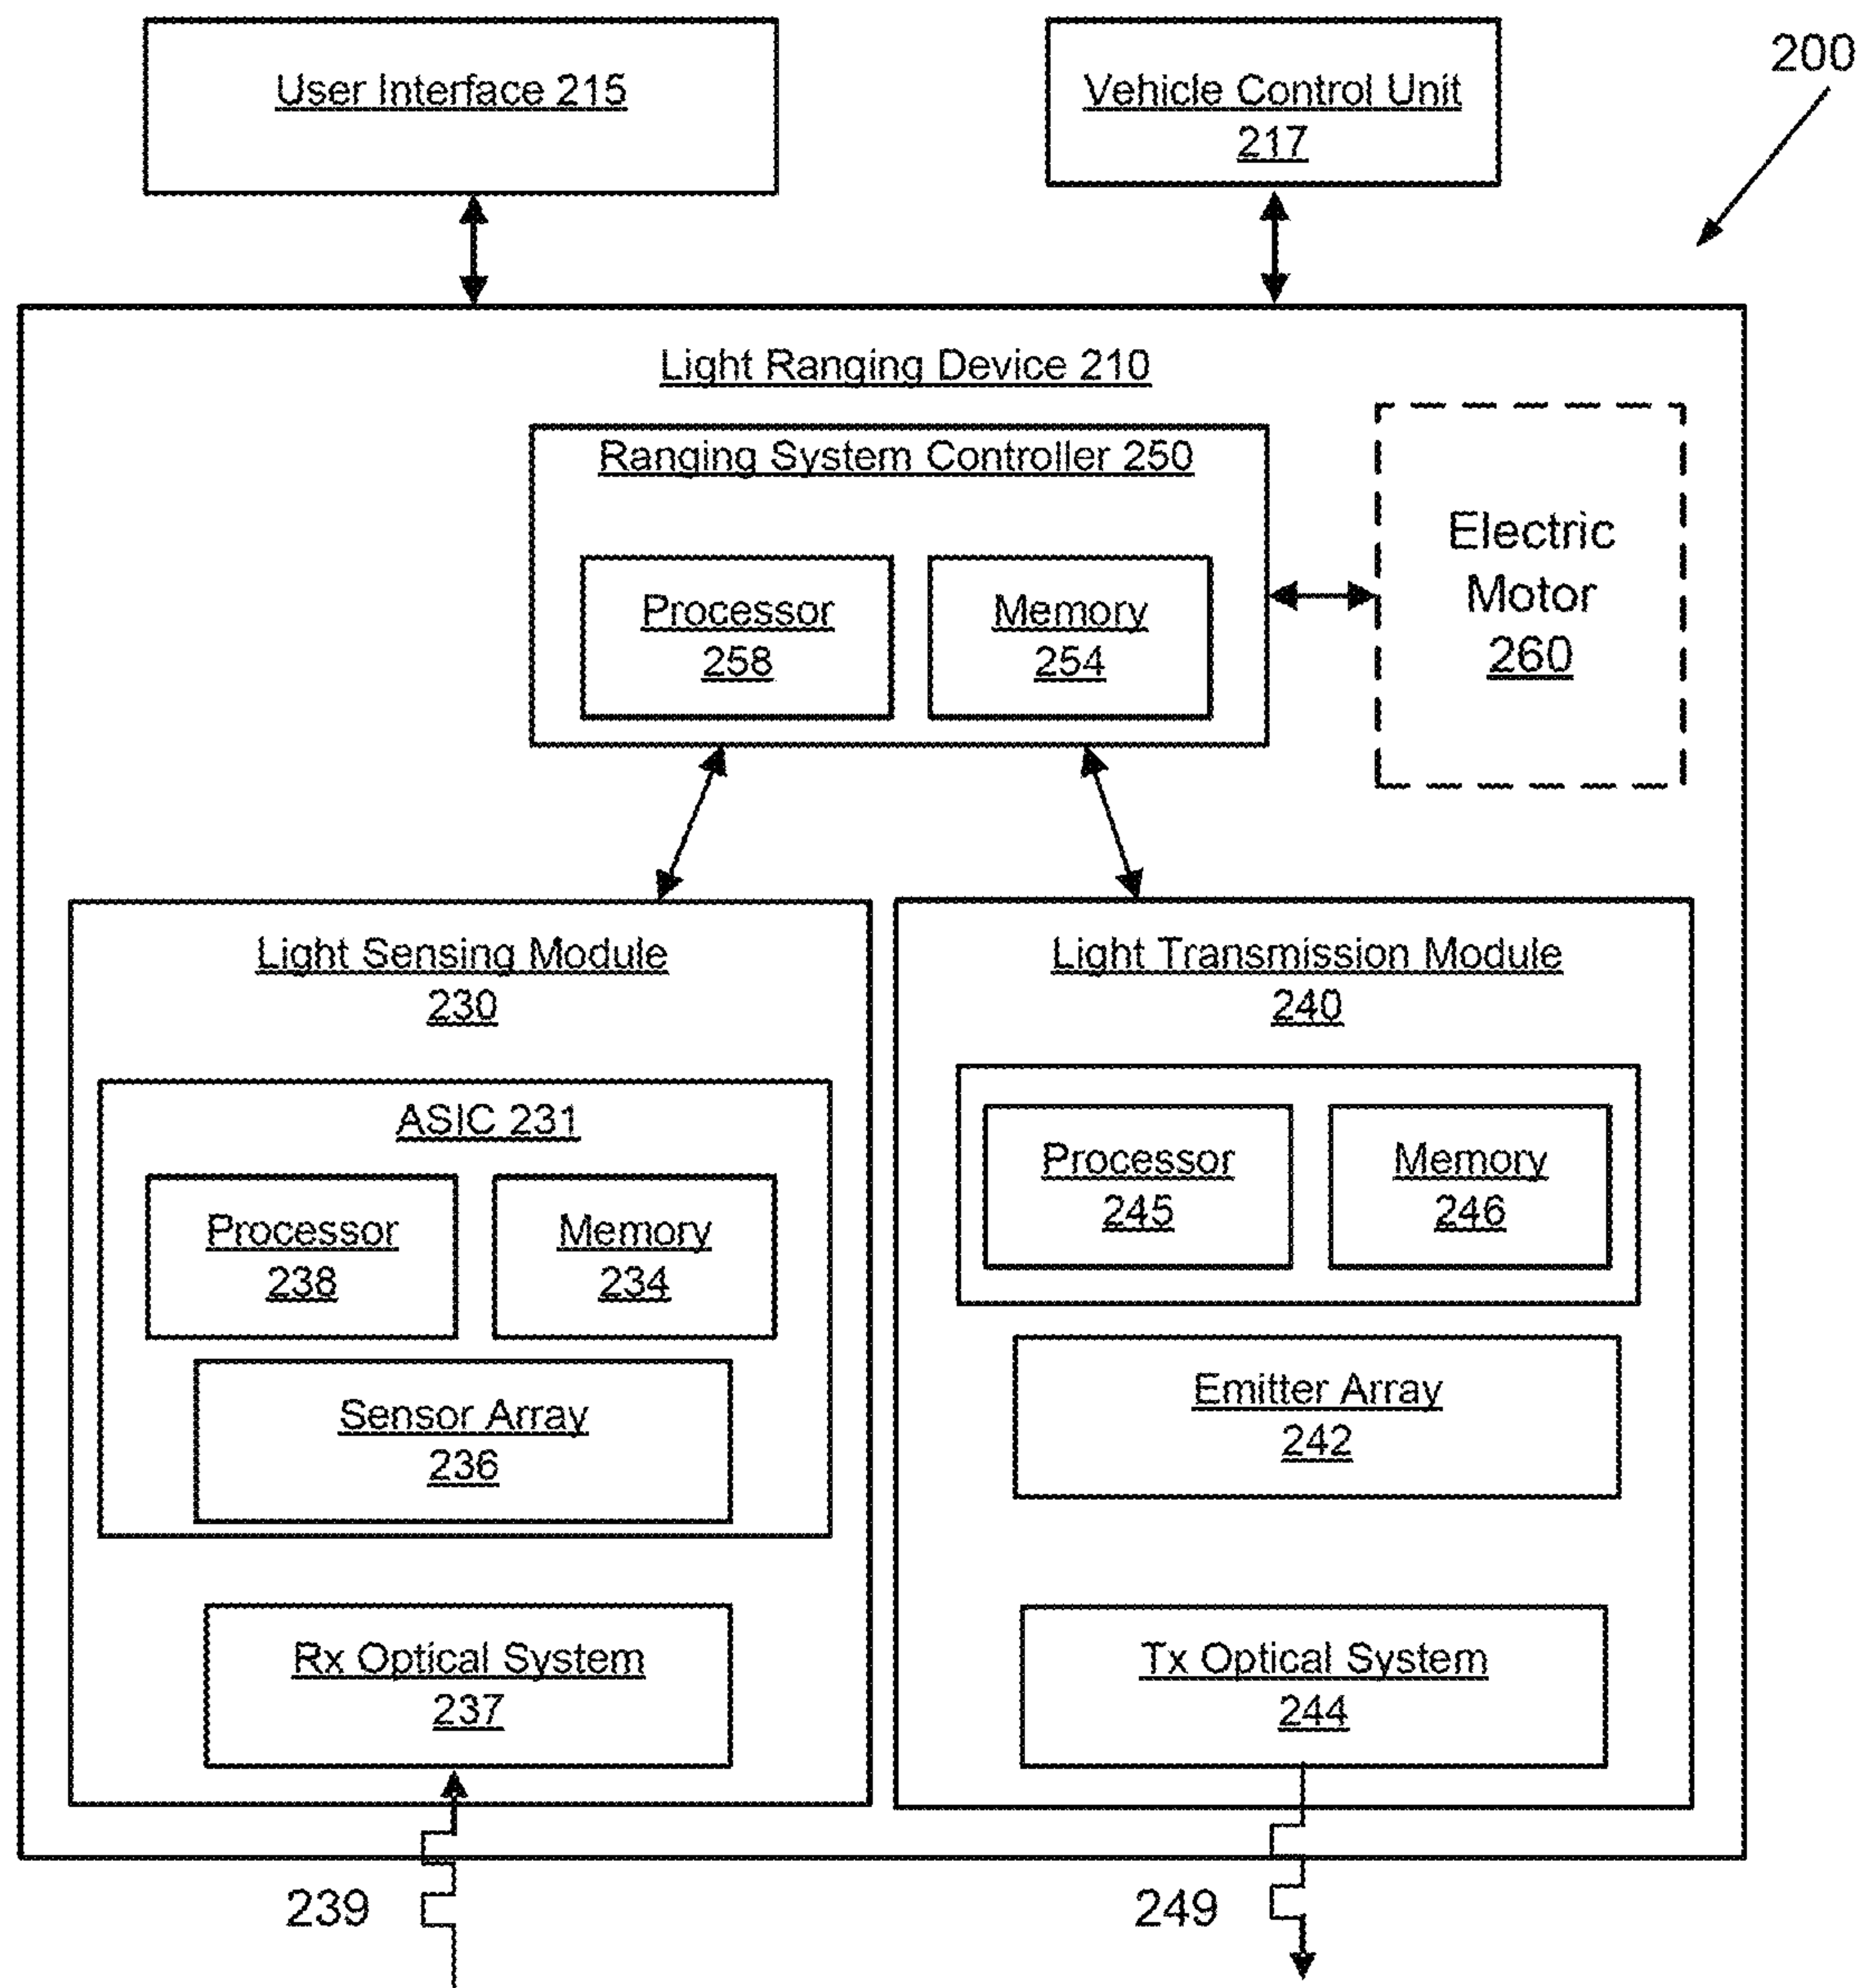 User Interface 215
Vehicle Control Unit
217
200
Light Ranging Device 210
Ranging System Controller 250
Processor
258
Memory
254
Electric
Motor
260
Light Sensing Module
230
ASIC 231
Processor
238
Memory
234
Sensor Array
236
Rx Optical System
237
Light Transmission Module
240
Processor
245
Memory
246
Emitter Array
242
Tx Optical System
244
239
249